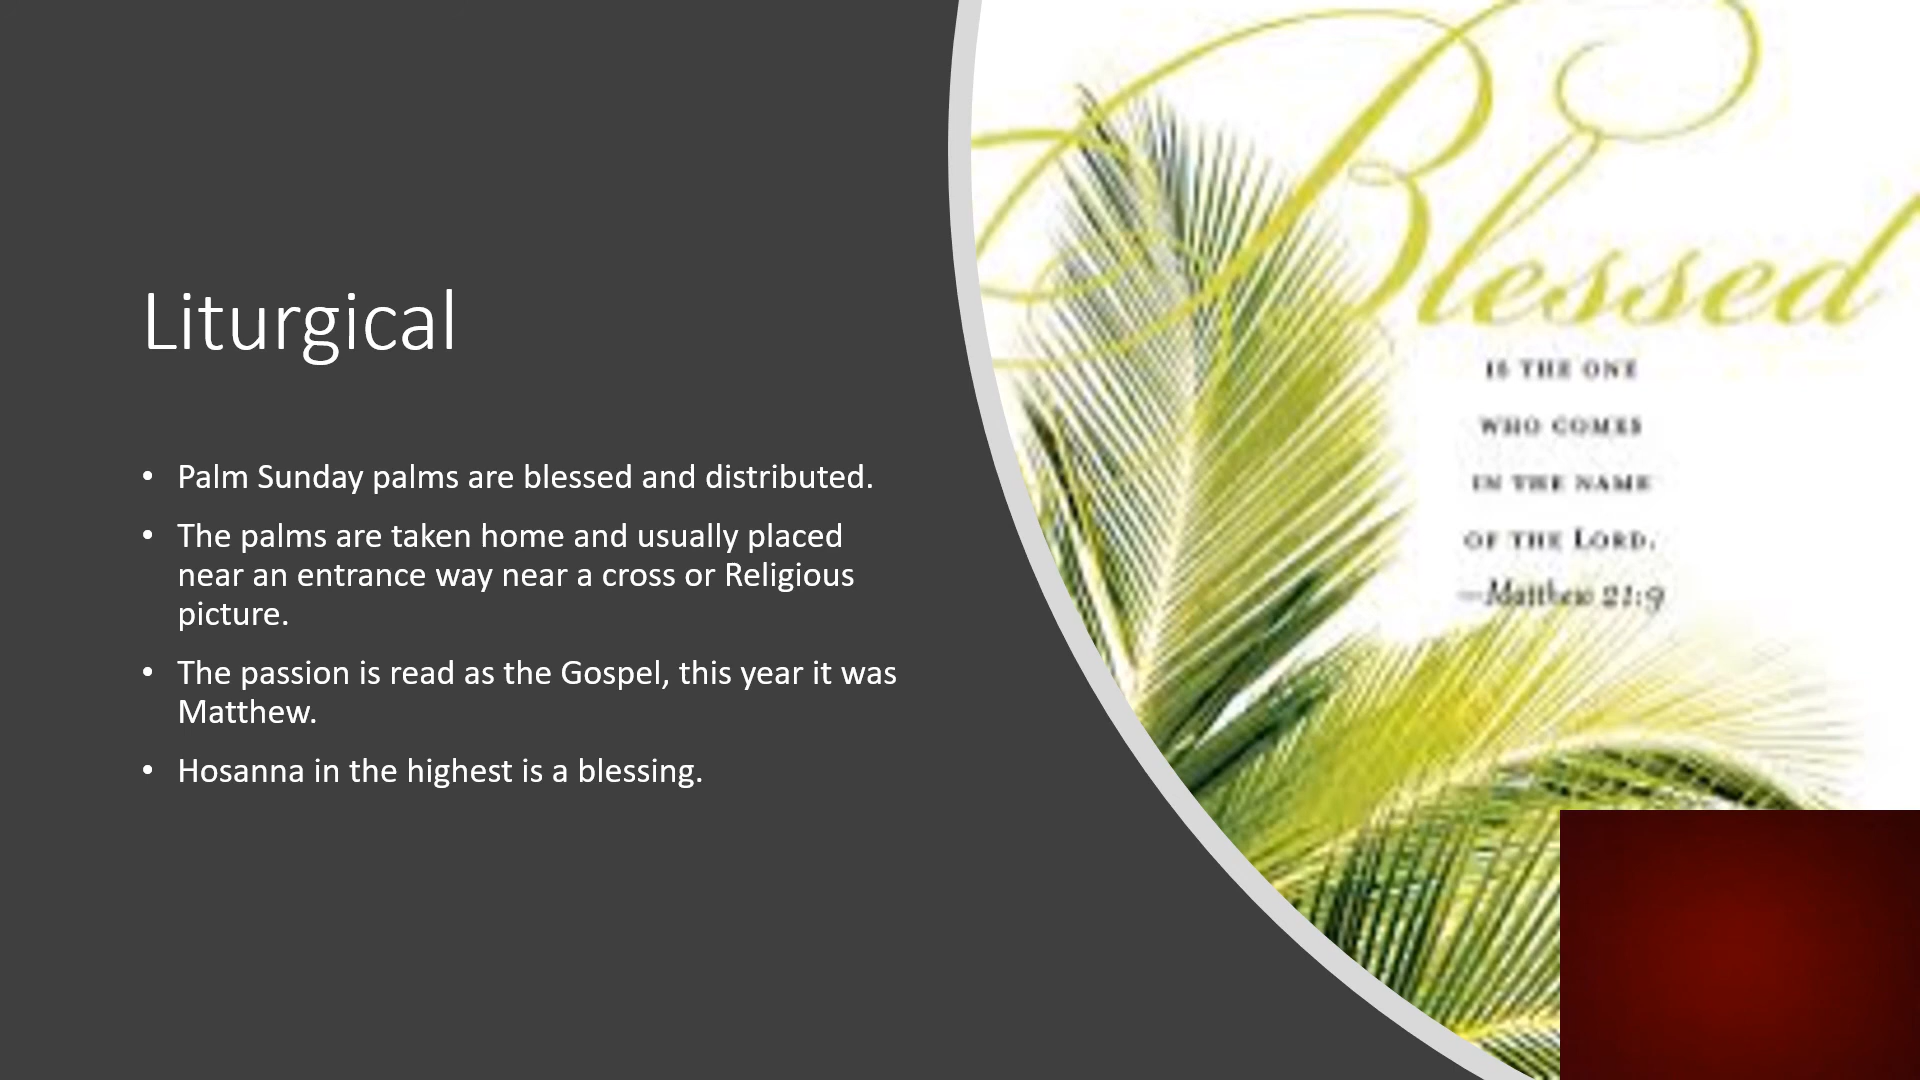 Liturgical
• Palm Sunday palms are blessed and distributed.
• The palms are taken home and usually placed
near an entrance way near a cross or Religious
picture.
• The passion is read as the Gospel, this year it was
Matthew.
• Hosanna in the highest is a blessing.
Blessed
IS THE ONE
WHO COMES
IN THE NAME
OF THE LORD.
—Matthew 21:9